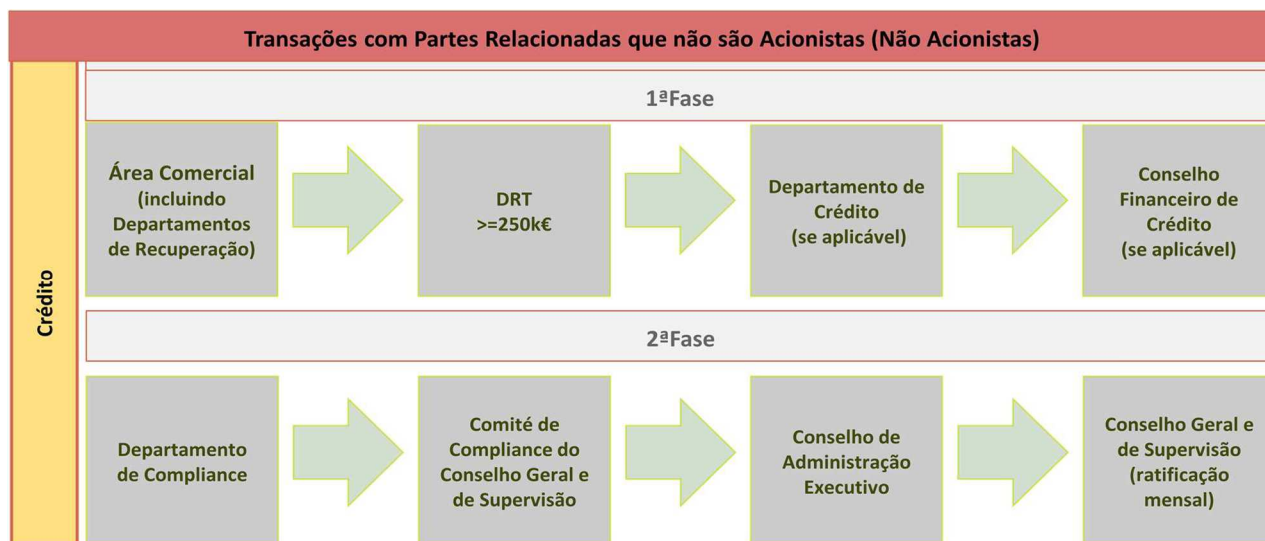 Transações com Partes Relacionadas que não são Acionistas (Não Acionistas)
Crédito
1ªFase
Área Comercial
(incluindo
Departamentos
de Recuperação)
DRT
>=250k€
Departamento de
Crédito
(se aplicável)
Conselho
Financeiro de
Crédito
(se aplicável)
2ªFase
Departamento
de Compliance
Comité de
Compliance do
Conselho Geral e
de Supervisão
Conselho de
Administração
Executivo
Conselho Geral e
de Supervisão
(ratificação
mensal)